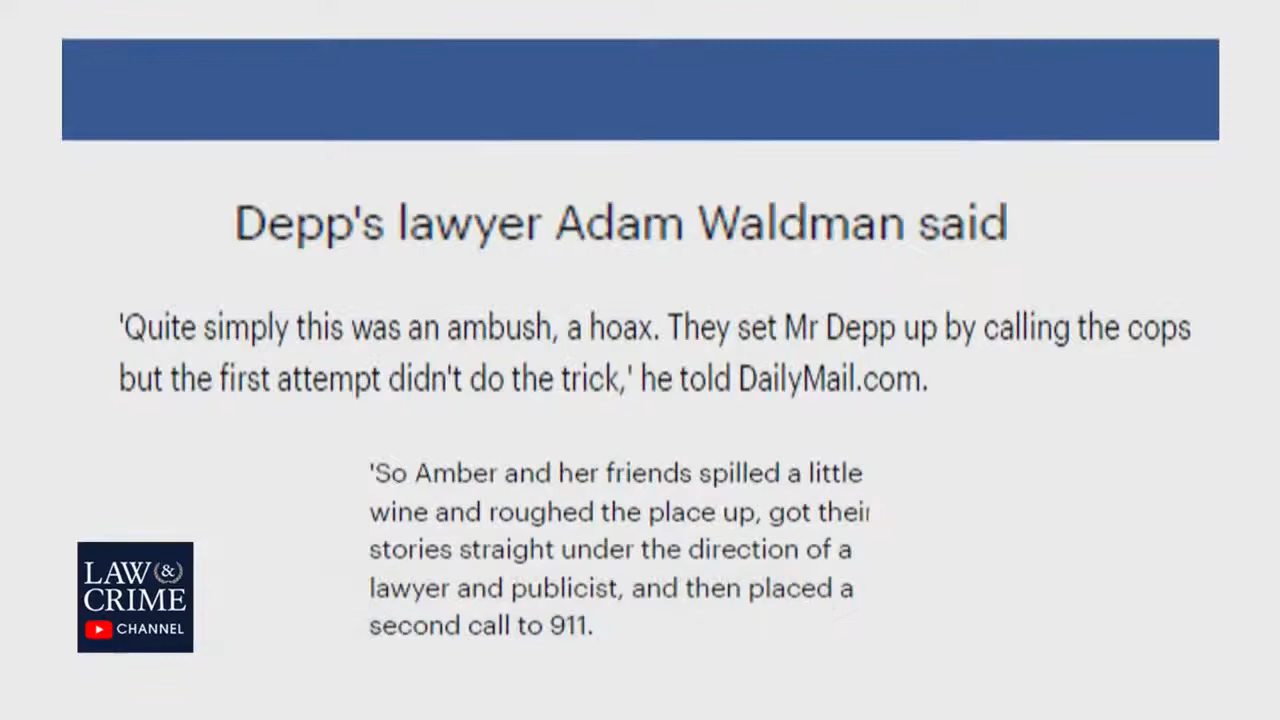 Depp's lawyer Adam Waldman said
'Quite simply this was an ambush, a hoax. They set Mr Depp up by calling the cops
but the first attempt didn't do the trick,' he told DailyMail.com.
'So Amber and her friends spilled a little
wine and roughed the place up, got their
stories straight under the direction of a
lawyer and publicist, and then placed a
second call to 911.
LAW &
CRIME
CHANNEL